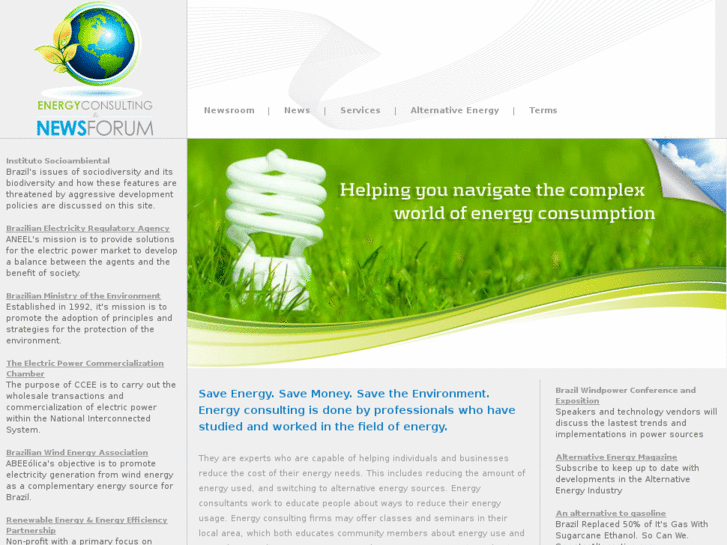 ENERGYCONSULTING
&
NEWSFORUM
Newsroom | News | Services | Alternative Energy | Terms
Helping you navigate the complex
world of energy consumption
Instituto Socioambiental
Brazil's issues of sociodiversity and its
biodiversity and how these features are
threatened by aggressive development
policies are discussed on this site.
Brazilian Electricity Regulatory Agency
ANEEL's mission is to provide solutions
for the electric power market to develop
a balance between the agents and the
benefit of society.
Brazilian Ministry of the Environment
Established in 1992, it's mission is to
promote the adoption of principles and
strategies for the protection of the
environment.
The Electric Power Commercialization
Chamber
The purpose of CCEE is to carry out the
wholesale transactions and
commercialization of electric power
within the National Interconnected
System.
Brazilian Wind Energy Association
ABEEólica's objective is to promote
electricity generation from wind energy
as a complementary energy source for
Brazil.
Renewable Energy & Energy Efficiency
Partnership
Non-profit with a primary focus on
Save Energy. Save Money. Save the Environment.
Energy consulting is done by professionals who have
studied and worked in the field of energy.
They are experts who are capable of helping individuals and businesses
reduce the cost of their energy needs. This includes reducing the amount of
energy used, and switching to alternative energy sources. Energy
consultants work to educate people about ways to reduce their energy
usage. Energy consulting firms may offer classes and seminars in their
local area, which both educates community members about energy use and
Brazil Windpower Conference and
Exposition
Speakers and technology vendors will
discuss the lastest trends and
implementations in power sources
Alternative Energy Magazine
Subscribe to keep up to date with
developments in the Alternative
Energy Industry
An alternative to gasoline
Brazil Replaced 50% of It's Gas With
Sugarcane Ethanol. So Can We.